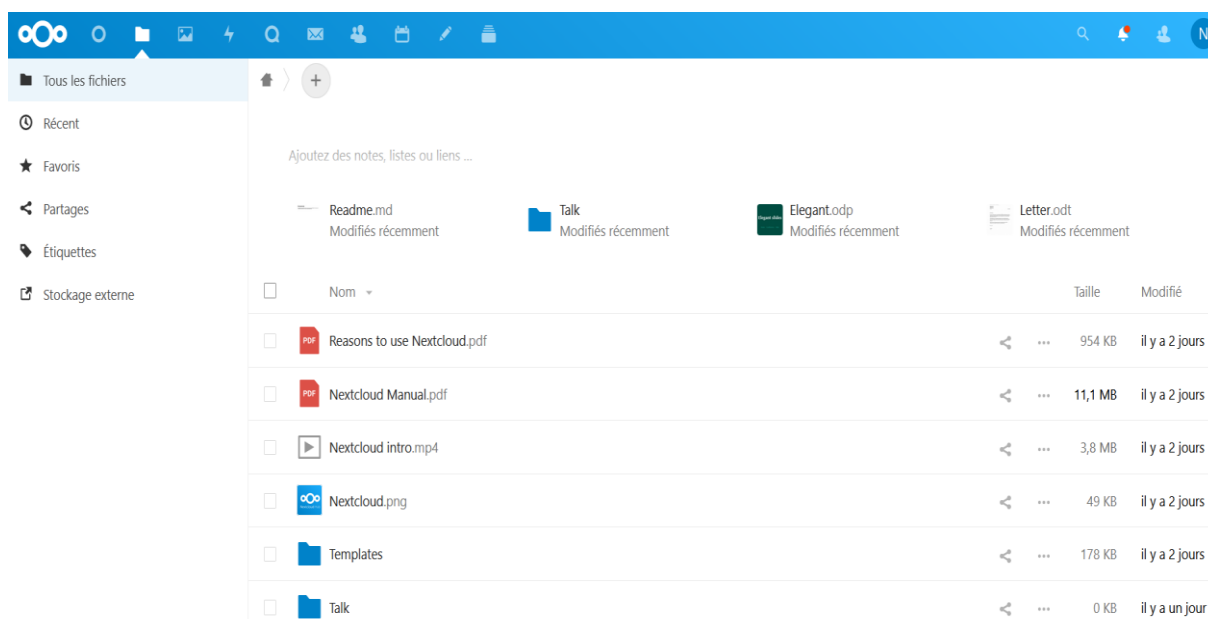 N
Tous les fichiers
Récent
Favoris
Partages
Étiquettes
Stockage externe
+
Ajoutez des notes, listes ou liens ...
Readme.md
Modifiés récemment
Talk
Modifiés récemment
Elegant.odp
Modifiés récemment
Letter.odt
Modifiés récemment
Nom Taille Modifié
PDF Reasons to use Nextcloud.pdf 954 KB il y a 2 jours
PDF Nextcloud Manual.pdf 11,1 MB il y a 2 jours
Nextcloud intro.mp4 3,8 MB il y a 2 jours
Nextcloud.png 49 KB il y a 2 jours
Templates 178 KB il y a 2 jours
Talk 0 KB il y a un jour